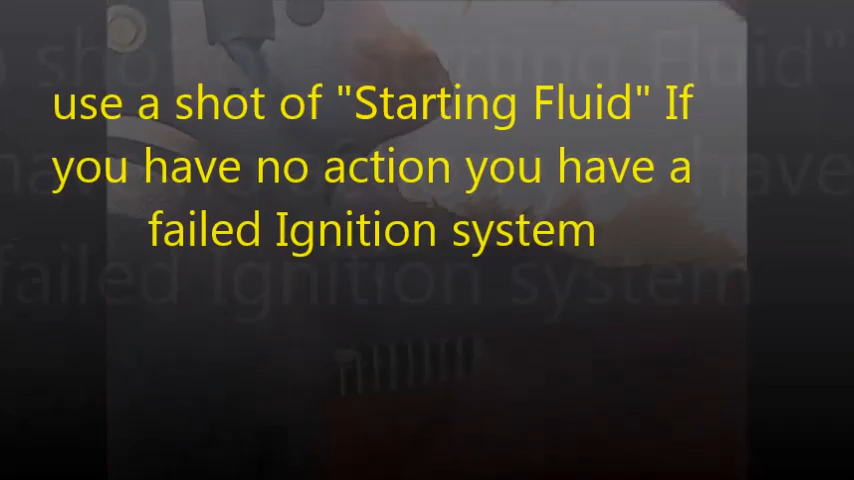 use a shot of "Starting Fluid" If
you have no action you have a
failed Ignition system